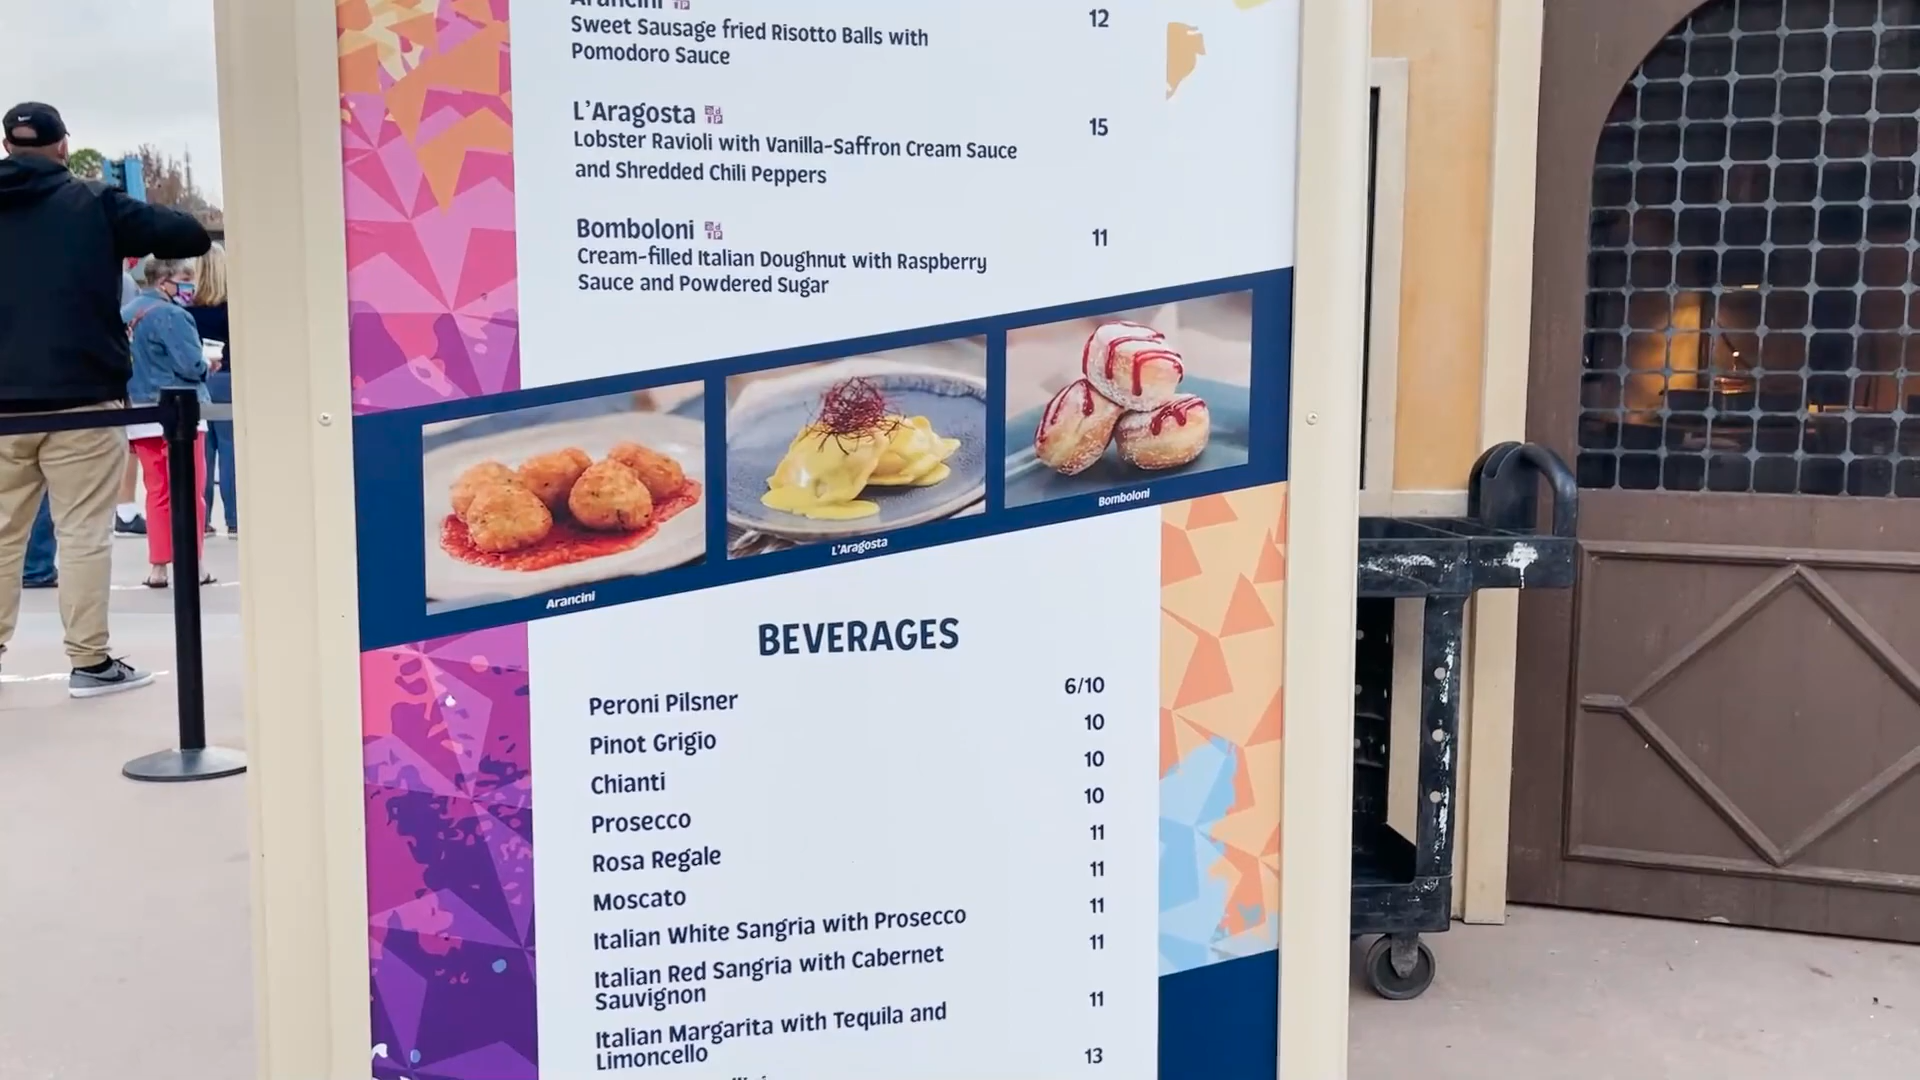 Arancini
Sweet Sausage fried Risotto Balls with 12
Pomodoro Sauce
L'Aragosta
Lobster Ravioli with Vanilla-Saffron Cream Sauce 15
and Shredded Chili Peppers
Bomboloni
Cream-filled Italian Doughnut with Raspberry 11
Sauce and Powdered Sugar
Arancini
L'Aragosta
Bomboloni
BEVERAGES
Peroni Pilsner 6/10
Pinot Grigio 10
Chianti 10
Prosecco 10
Rosa Regale 11
Moscato 11
Italian White Sangria with Prosecco 11
Italian Red Sangria with Cabernet 11
Sauvignon
Italian Margarita with Tequila and 11
Limoncello
13